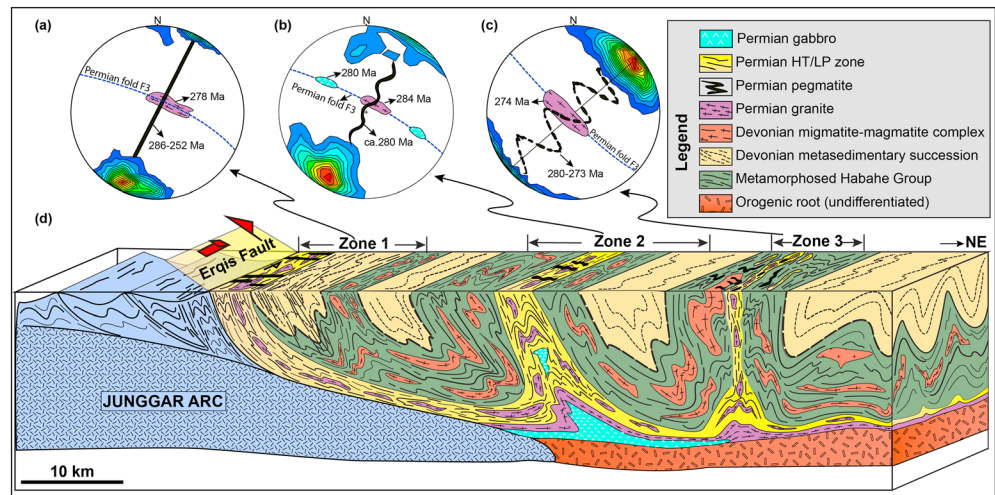 (a)
N
Permian fold F3
278 Ma
286-252 Ma
(b)
N
280 Ma
Permian fold F3
284 Ma
ca.280 Ma
(c)
N
274 Ma
Permian fold F3
280-273 Ma
Legend
Permian gabbro
Permian HT/LP zone
Permian pegmatite
Permian granite
Devonian migmatite-magmatite complex
Devonian metasedimentary succession
Metamorphosed Habahe Group
Orogenic root (undifferentiated)
(d)
Erqis Fault
Zone 1
Zone 2
Zone 3
NE
JUNGGAR ARC
10 km